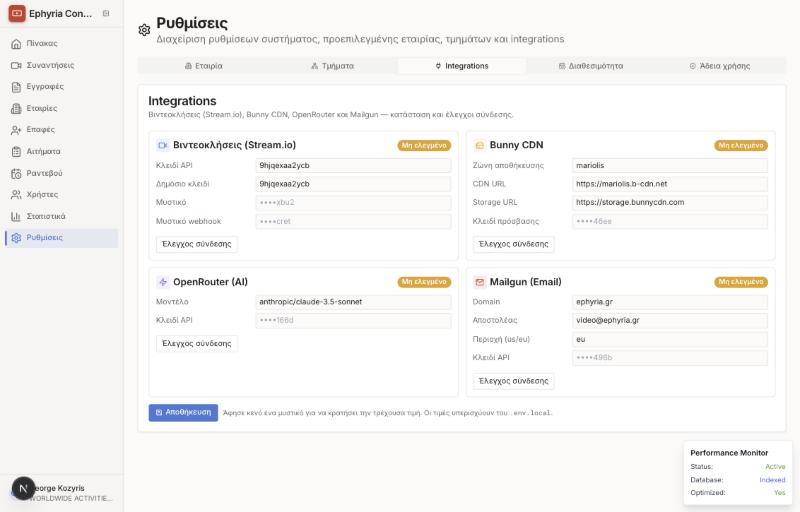 Ephyria Con...
Πίνακας
Συναντήσεις
Εγγραφές
Εταιρίες
Επαφές
Αιτήματα
Ραντεβού
Χρήστες
Στατιστικά
Ρυθμίσεις
N
eorge Kozyris
WORLDWIDE ACTIVITIE...
Ρυθμίσεις
Διαχείριση ρυθμίσεων συστήματος, προεπιλεγμένης εταιρίας, τμημάτων και integrations
Εταιρία Τμήματα Integrations Διαθεσιμότητα Άδεια χρήσης
Integrations
Βιντεοκλήσεις (Stream.io), Bunny CDN, OpenRouter και Mailgun — κατάσταση και έλεγχοι σύνδεσης.
Βιντεοκλήσεις (Stream.io) Μη ελεγμένο
Κλειδί API 9hjqexaa2ycb
Δημόσιο κλειδί 9hjqexaa2ycb
Μυστικό ••••xbu2
Μυστικό webhook ••••cret
Έλεγχος σύνδεσης
Bunny CDN Μη ελεγμένο
Ζώνη αποθήκευσης mariolis
CDN URL https://mariolis.b-cdn.net
Storage URL https://storage.bunnycdn.com
Κλειδί πρόσβασης ••••46ee
Έλεγχος σύνδεσης
OpenRouter (AI) Μη ελεγμένο
Μοντέλο anthropic/claude-3.5-sonnet
Κλειδί API ••••166d
Έλεγχος σύνδεσης
Mailgun (Email) Μη ελεγμένο
Domain ephyria.gr
Αποστολέας video@ephyria.gr
Περιοχή (us/eu) eu
Κλειδί API ••••496b
Έλεγχος σύνδεσης
Αποθήκευση Άφησε κενό ένα μυστικό για να κρατήσει την τρέχουσα τιμή. Οι τιμές υπερισχύουν του .env.local.
Performance Monitor
Status: Active
Database: Indexed
Optimized: Yes